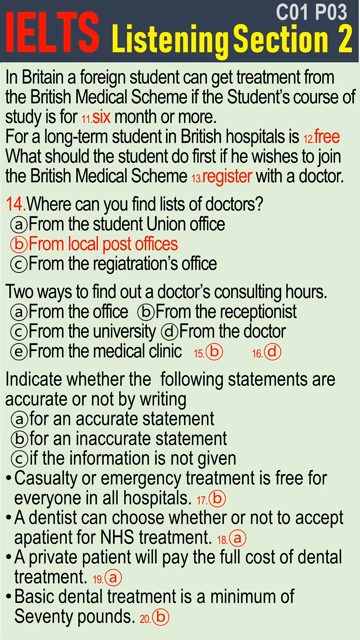 C01 P03
IELTS Listening Section 2
In Britain a foreign student can get treatment from
the British Medical Scheme if the Student's course of
study is for 11.six month or more.
For a long-term student in British hospitals is 12.free
What should the student do first if he wishes to join
the British Medical Scheme 13.register with a doctor.
14.Where can you find lists of doctors?
ⓐFrom the student Union office
ⓑFrom local post offices
ⓒFrom the regiatration's office
Two ways to find out a doctor's consulting hours.
ⓐFrom the office ⓑFrom the receptionist
ⓒFrom the university ⓓFrom the doctor
ⓔFrom the medical clinic 15.ⓑ 16.ⓓ
Indicate whether the following statements are
accurate or not by writing
ⓐfor an accurate statement
ⓑfor an inaccurate statement
ⓒif the information is not given
•Casualty or emergency treatment is free for
everyone in all hospitals. 17.ⓑ
•A dentist can choose whether or not to accept
apatient for NHS treatment. 18.ⓐ
•A private patient will pay the full cost of dental
treatment. 19.ⓐ
•Basic dental treatment is a minimum of
Seventy pounds. 20.ⓑ